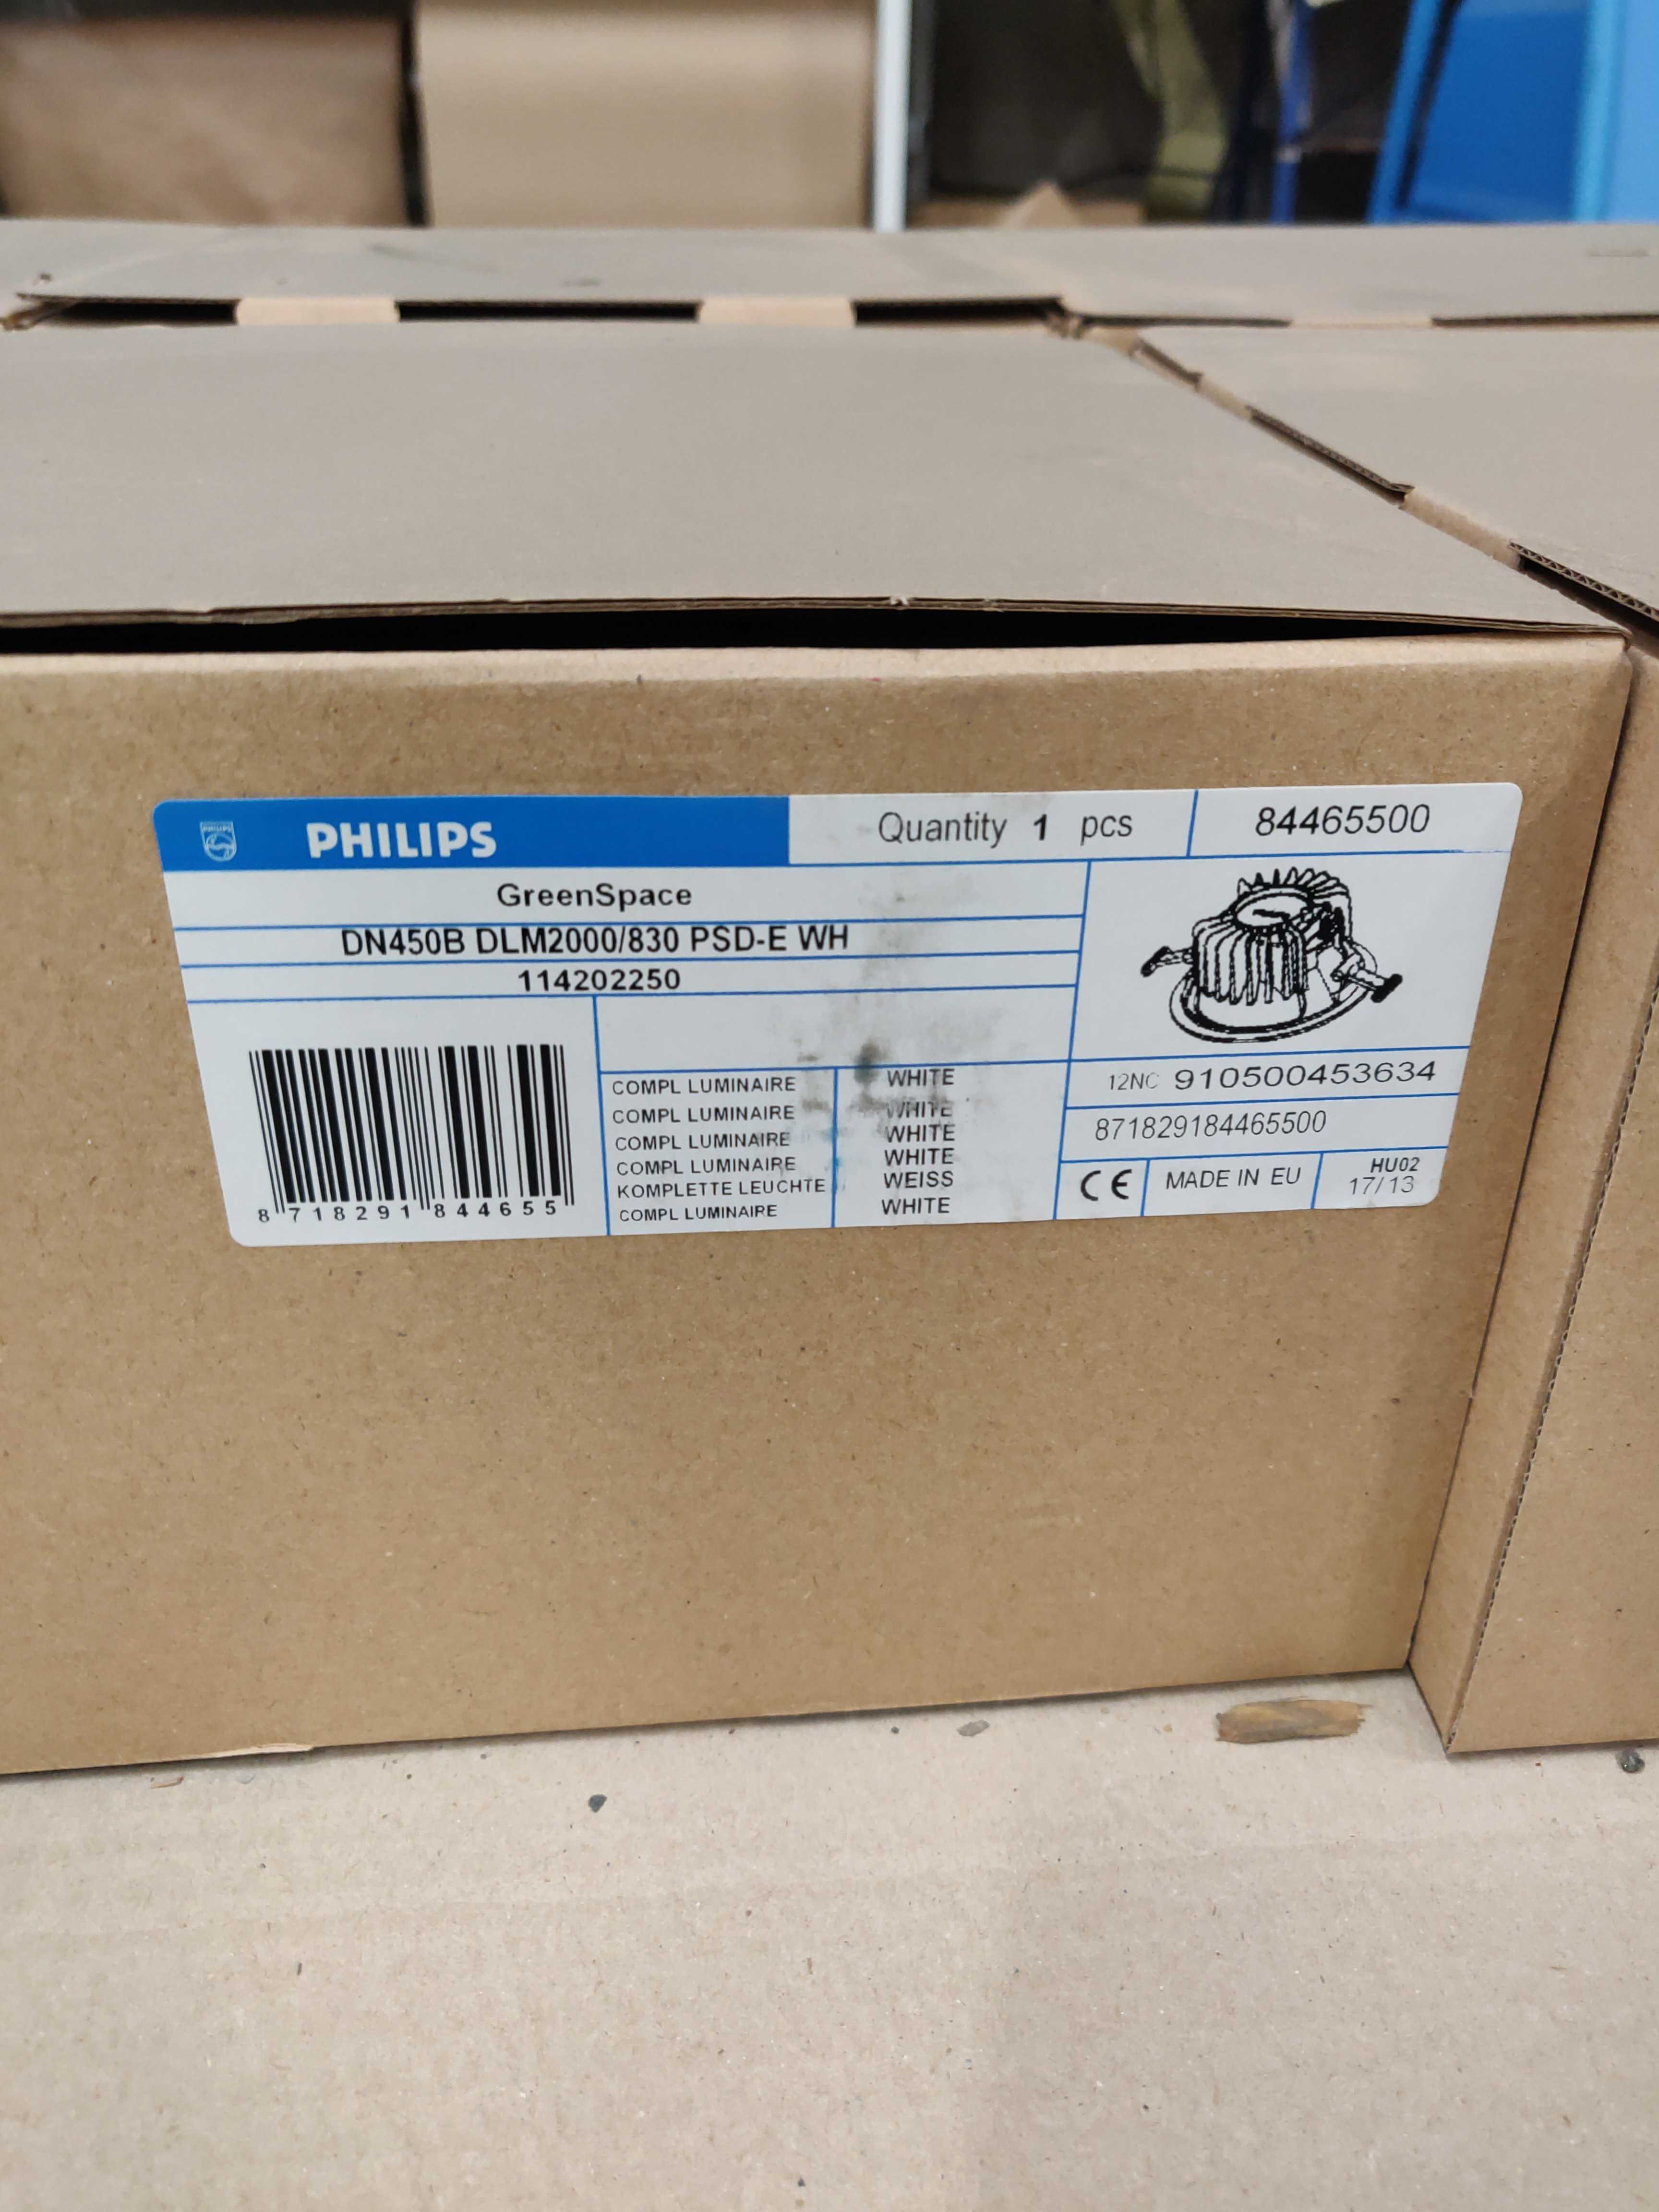 PHILIPS
PHILIPS
Quantity 1 pcs
84465500
GreenSpace
DN450B DLM2000/830 PSD-E WH
114202250
COMPL LUMINAIRE WHITE
COMPL LUMINAIRE WHITE
COMPL LUMINAIRE WHITE
COMPL LUMINAIRE WHITE
KOMPLETTE LEUCHTE WEISS
COMPL LUMINAIRE WHITE
8 718291 844655
12NC 910500453634
871829184465500
CE
MADE IN EU
HU02
17/13